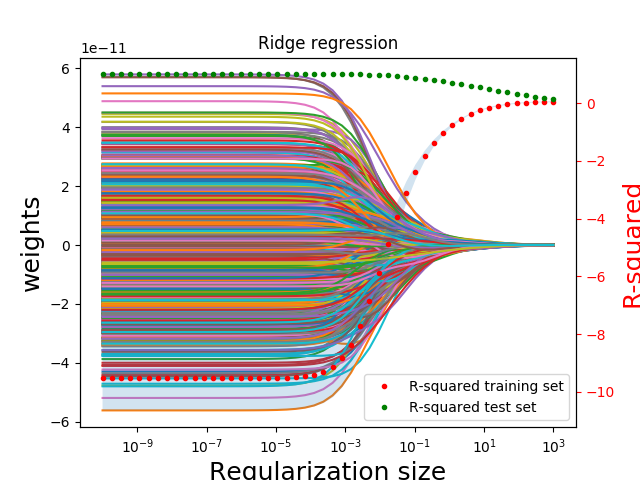 Ridge regression
1e−11
6
4
2
0
−2
−4
−6
weights
0
−2
−4
−6
−8
−10
R-squared
R-squared training set
R-squared test set
10⁻⁹
10⁻⁷
10⁻⁵
10⁻³
10⁻¹
10¹
10³
Regularization size